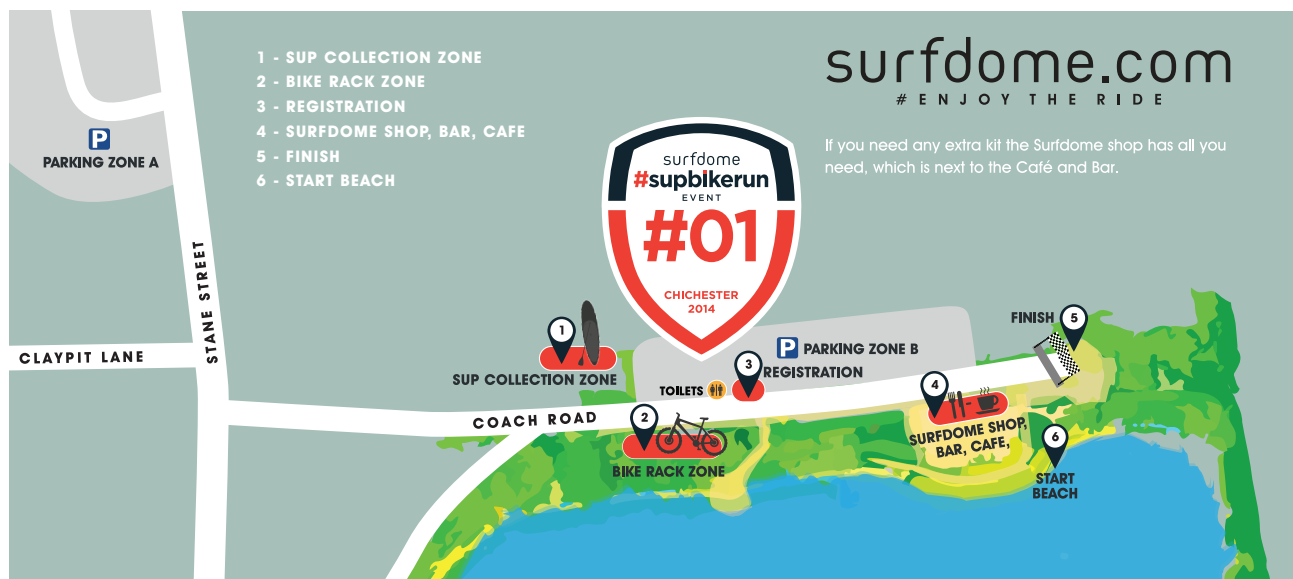 1 - SUP COLLECTION ZONE
2 - BIKE RACK ZONE
3 - REGISTRATION
4 - SURFDOME SHOP, BAR, CAFE
5 - FINISH
6 - START BEACH
surfdome.com
#ENJOY THE RIDE
If you need any extra kit the Surfdome shop has all you
need, which is next to the Café and Bar.
surfdome
#supbikerun
EVENT
#01
CHICHESTER
2014
P
PARKING ZONE A
STANE STREET
CLAYPIT LANE
1
SUP COLLECTION ZONE
COACH ROAD
2
BIKE RACK ZONE
TOILETS
3
REGISTRATION
P PARKING ZONE B
4
SURFDOME SHOP,
BAR, CAFE,
FINISH 5
6
START
BEACH